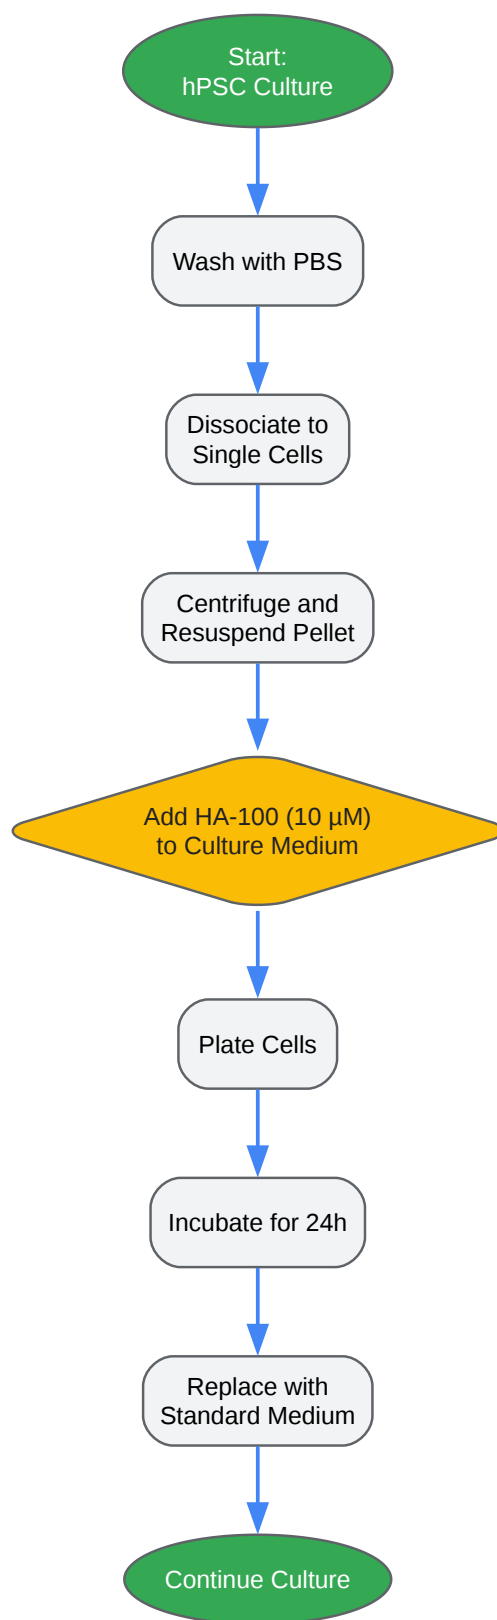 Start:
hPSC Culture
Wash with PBS
Dissociate to
Single Cells
Centrifuge and
Resuspend Pellet
Add HA-100 (10 µM)
to Culture Medium
Plate Cells
Incubate for 24h
Replace with
Standard Medium
Continue Culture